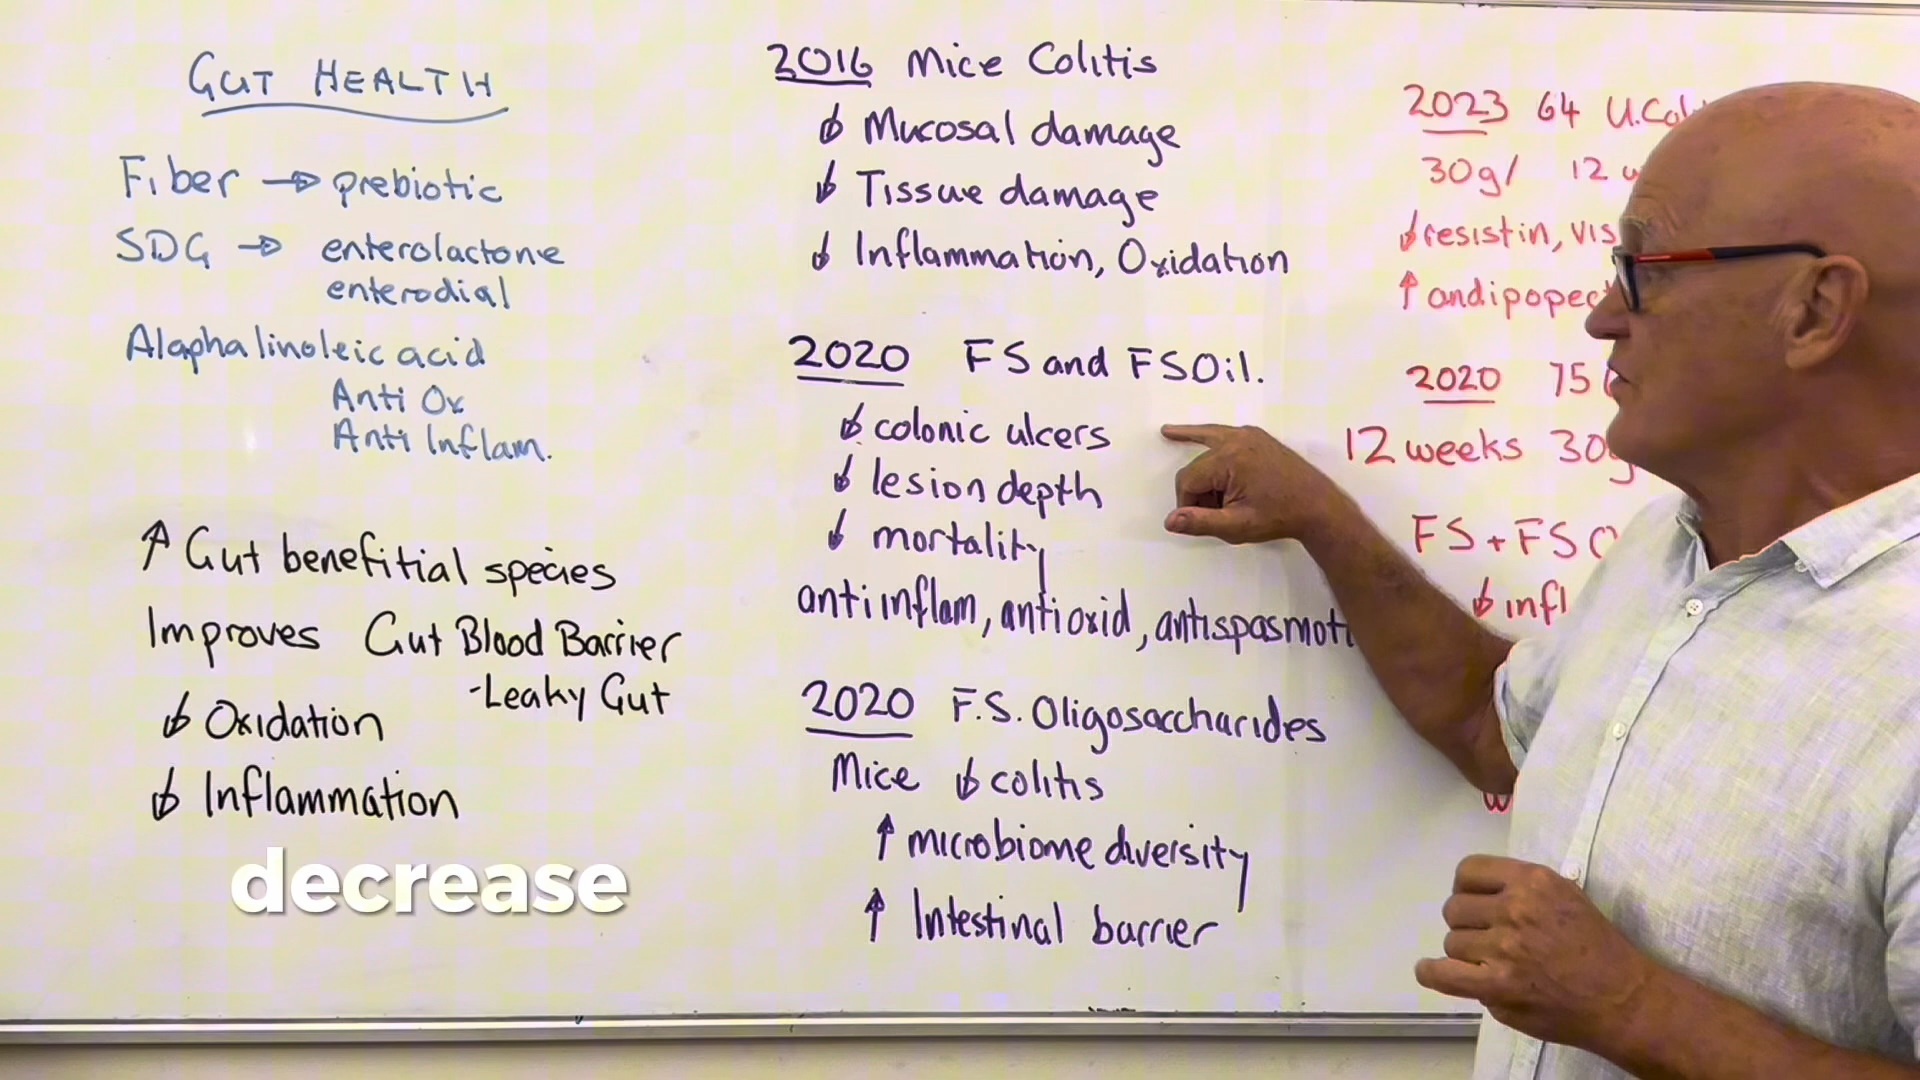 GUT HEALTH
Fiber → prebiotic
SDG → enterolactone
enterodial
Alaphalinoleic acid
Anti Ox
Anti Inflam.
↑ Gut benefitial species
Improves Gut Blood Barrier
-Leaky Gut
↓ Oxidation
↓ Inflammation
decrease
2016 Mice Colitis
↓ Mucosal damage
↓ Tissue damage
↓ Inflammation, Oxidation
2020 FS and FSOil.
↓ colonic ulcers
↓ lesion depth
↓ mortality
antiinflam, antioxid, antispasmot
2020 F.S. Oligosaccharides
Mice ↓ colitis
↑ microbiome diversity
↑ Intestinal barrier
2023 64 U.Col
30g/ 12 w
↓ resistin, vis
↑ andipopect
2020 75
12 weeks 30g
FS + FS O
↓ infl